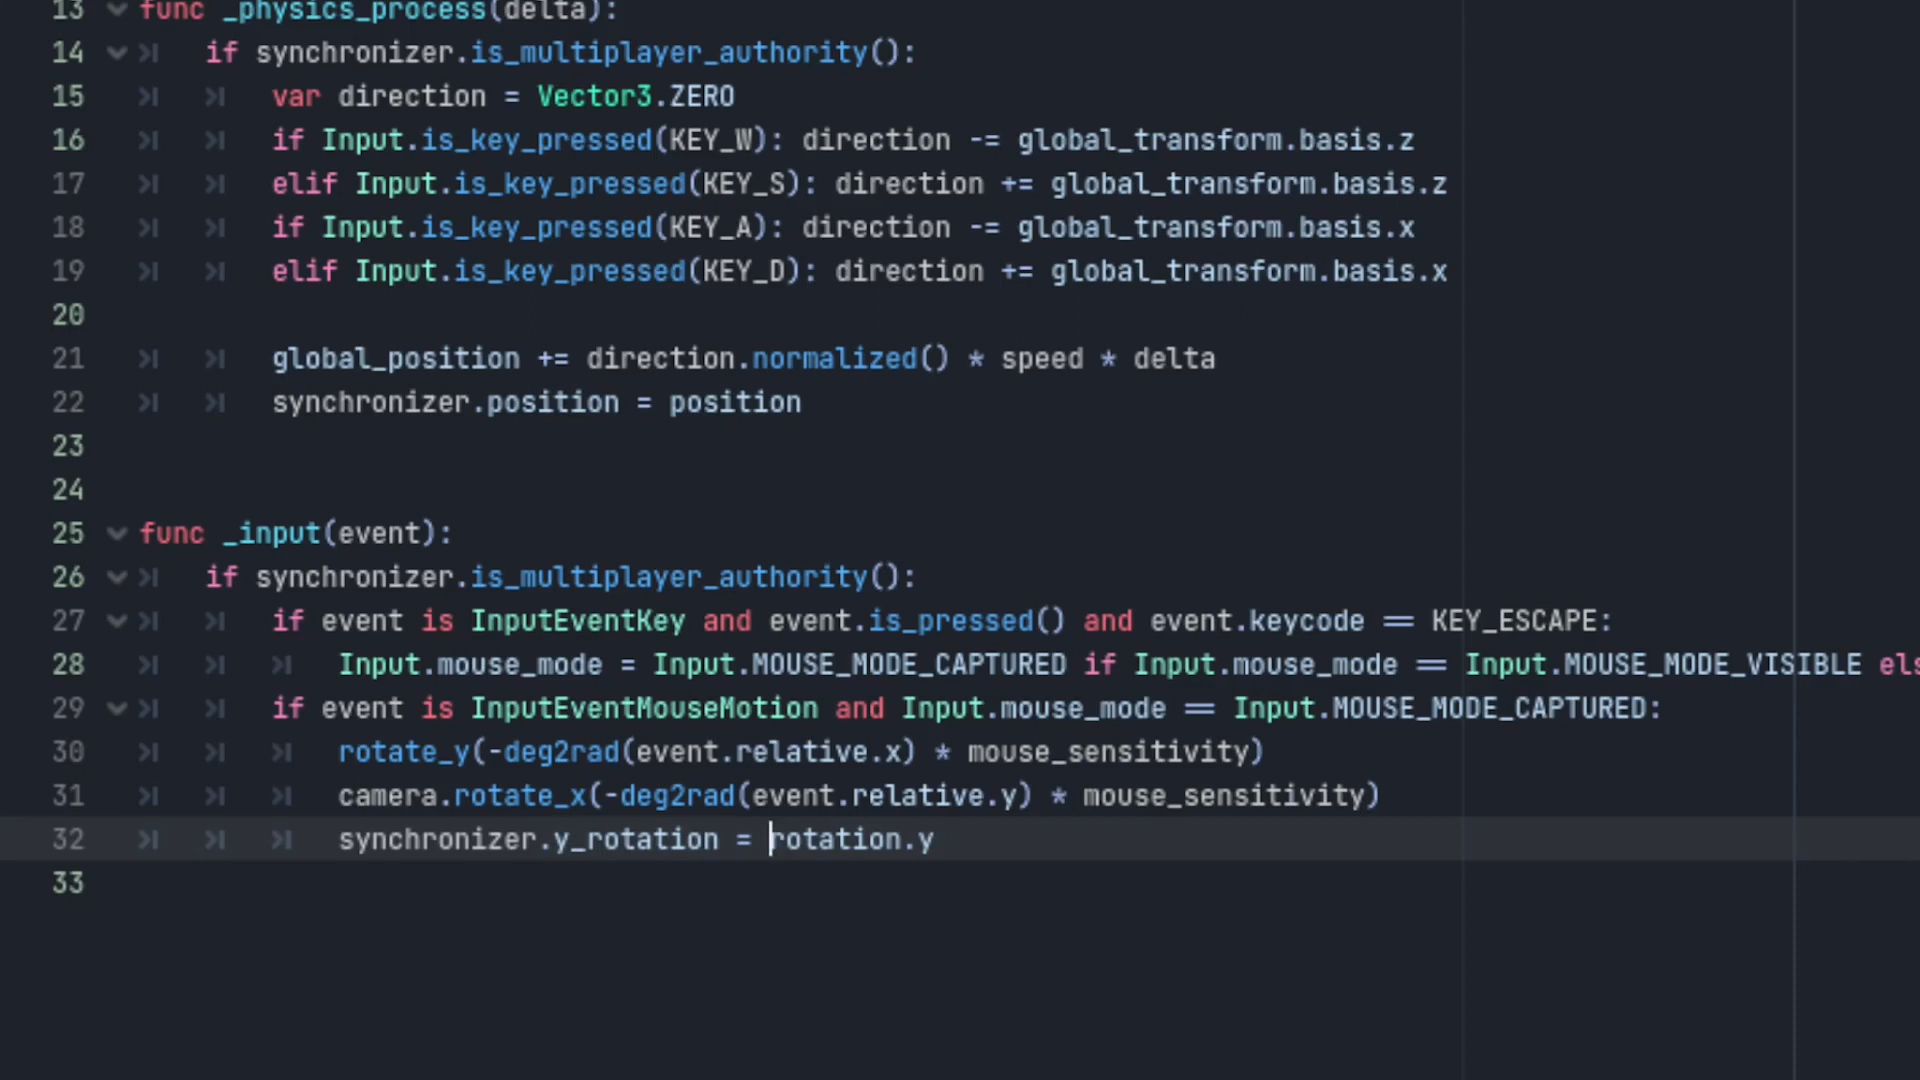 13 func _physics_process(delta):
14 if synchronizer.is_multiplayer_authority():
15 var direction = Vector3.ZERO
16 if Input.is_key_pressed(KEY_W): direction -= global_transform.basis.z
17 elif Input.is_key_pressed(KEY_S): direction += global_transform.basis.z
18 if Input.is_key_pressed(KEY_A): direction -= global_transform.basis.x
19 elif Input.is_key_pressed(KEY_D): direction += global_transform.basis.x
20
21 global_position += direction.normalized() * speed * delta
22 synchronizer.position = position
23
24
25 func _input(event):
26 if synchronizer.is_multiplayer_authority():
27 if event is InputEventKey and event.is_pressed() and event.keycode == KEY_ESCAPE:
28 Input.mouse_mode = Input.MOUSE_MODE_CAPTURED if Input.mouse_mode == Input.MOUSE_MODE_VISIBLE els
29 if event is InputEventMouseMotion and Input.mouse_mode == Input.MOUSE_MODE_CAPTURED:
30 rotate_y(-deg2rad(event.relative.x) * mouse_sensitivity)
31 camera.rotate_x(-deg2rad(event.relative.y) * mouse_sensitivity)
32 synchronizer.y_rotation = rotation.y
33